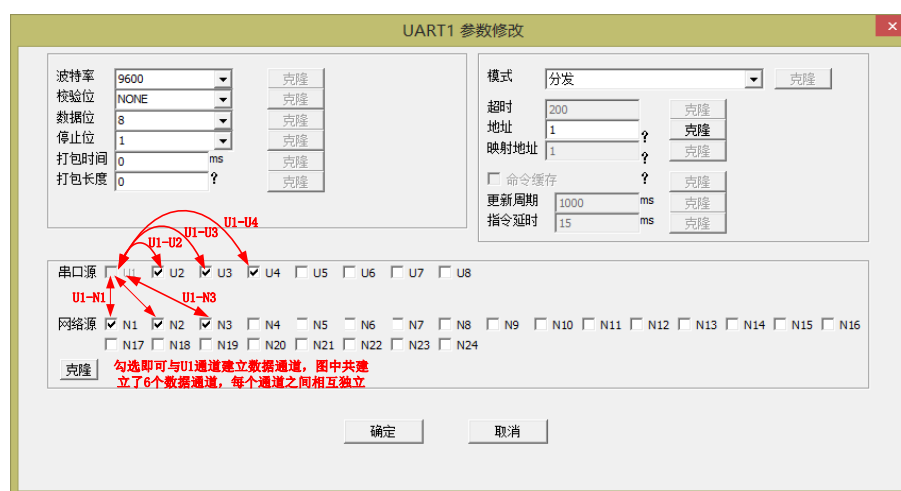 UART1 参数修改
波特率 9600 克隆
校验位 NONE 克隆
数据位 8 克隆
停止位 1 克隆
打包时间 0 ms 克隆
打包长度 0 ? 克隆
模式 分发 克隆
超时 200 克隆
地址 1 ? 克隆
映射地址 1 ? 克隆
命令缓存 ? 克隆
更新周期 1000 ms 克隆
指令延时 15 ms 克隆
U1-U4
U1-U3
U1-U2
串口源 U1 U2 U3 U4 U5 U6 U7 U8
U1-N1 U1-N3
网络源 N1 N2 N3 N4 N5 N6 N7 N8 N9 N10 N11 N12 N13 N14 N15 N16
N17 N18 N19 N20 N21 N22 N23 N24
克隆
勾选即可与U1通道建立数据通道，图中共建
立了6个数据通道，每个通道之间相互独立
确定 取消